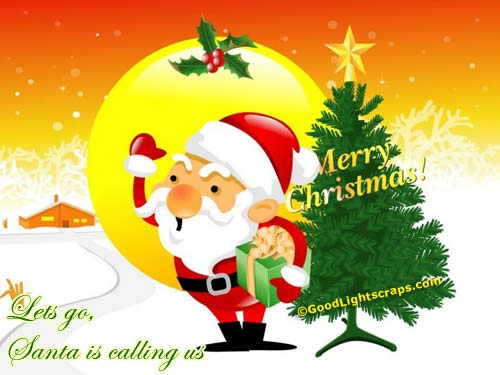 Merry
Christmas!
©GoodLightscraps.com
Lets go,
Santa is calling us